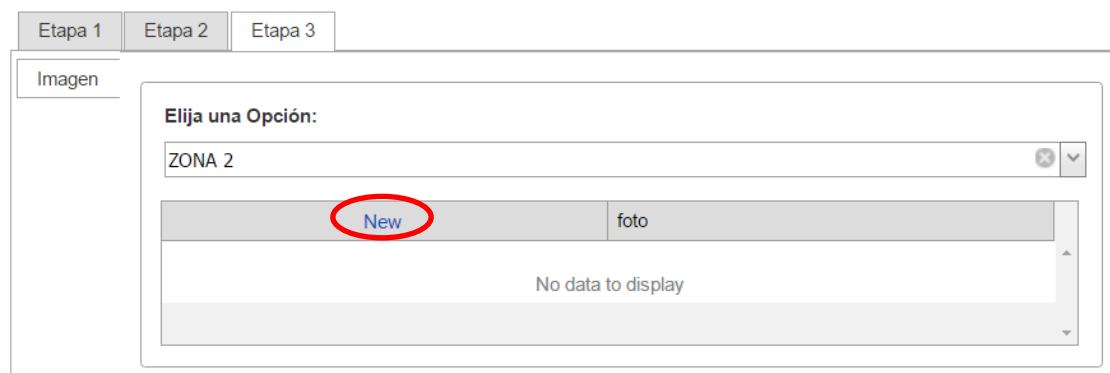 Etapa 1 Etapa 2 Etapa 3
Imagen
Elija una Opción:
ZONA 2
New foto
No data to display